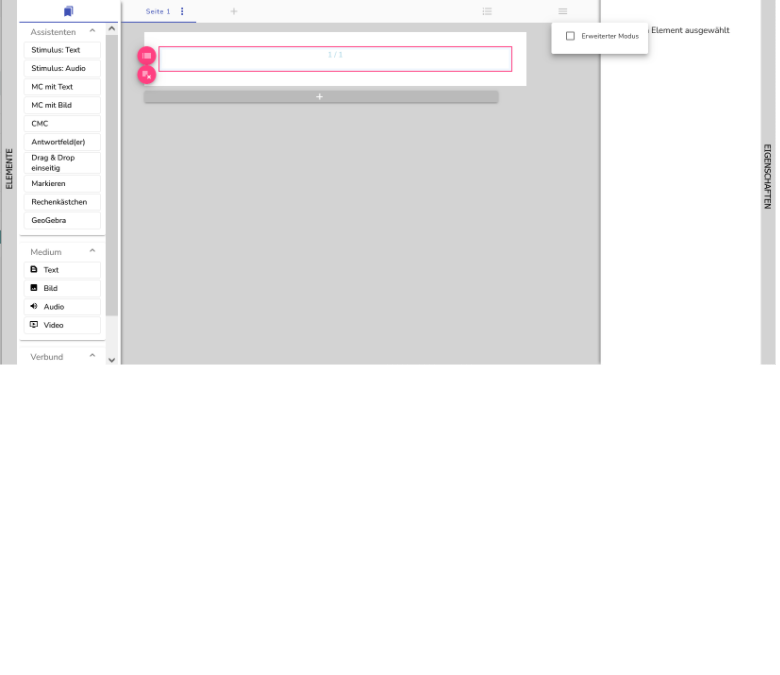 Seite 1
Assistenten
Stimulus: Text
Stimulus: Audio
MC mit Text
MC mit Bild
CMC
Antwortfeld(er)
Drag & Drop
einseitig
Markieren
Rechenkästchen
GeoGebra
Medium
Text
Bild
Audio
Video
Verbund
ELEMENTE
1 / 1
+
Erweiterter Modus
Element ausgewählt
EIGENSCHAFTEN